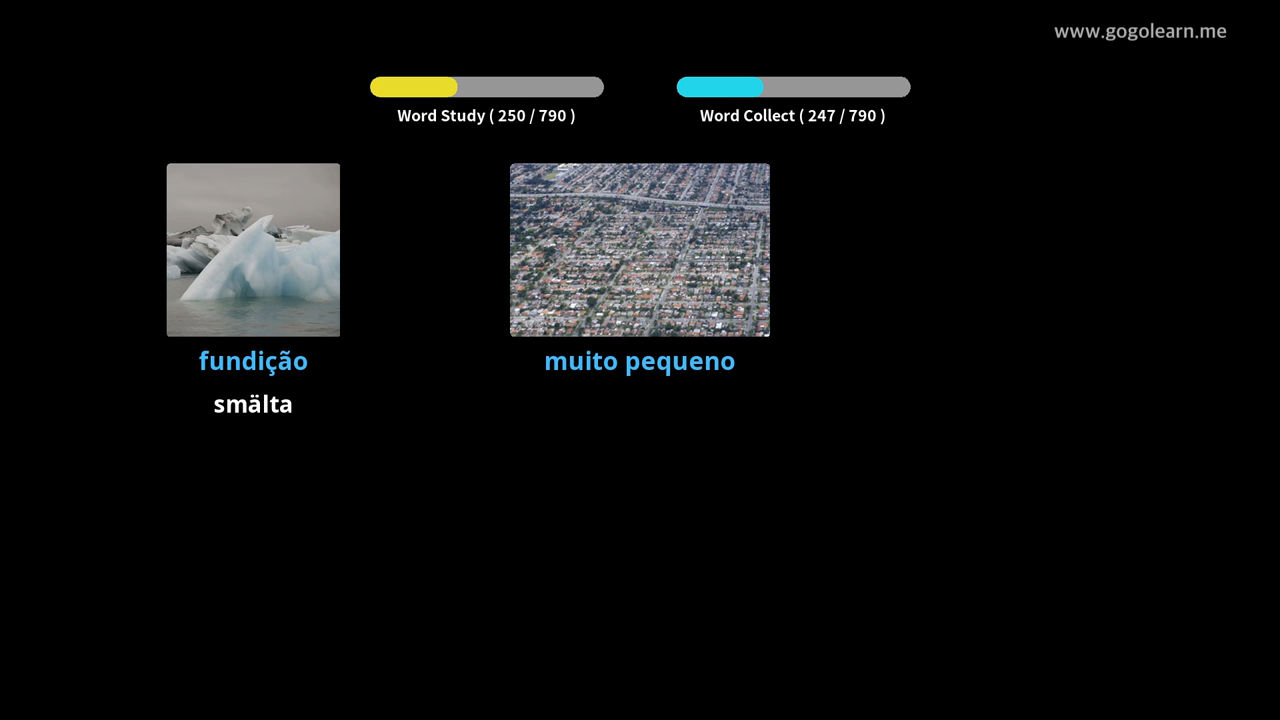 www.gogolearn.me
Word Study ( 250 / 790 )
Word Collect ( 247 / 790 )
fundição
muito pequeno
smälta